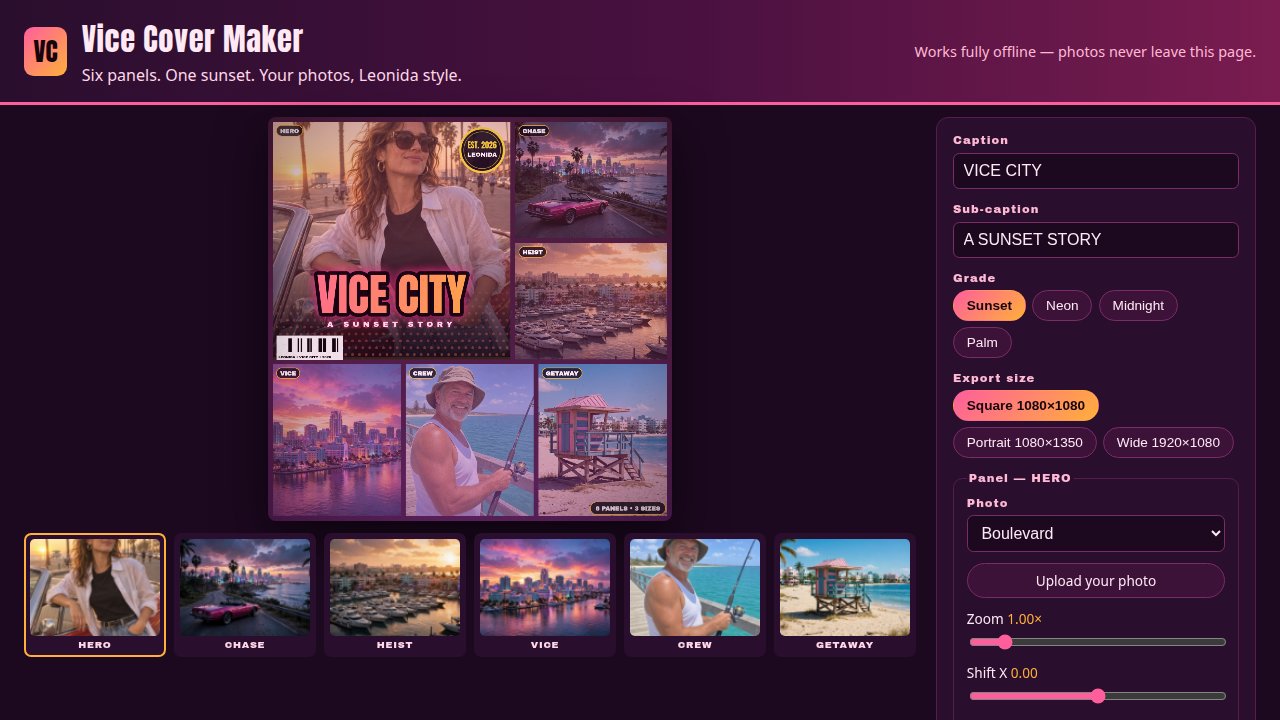 VC
Vice Cover Maker
Six panels. One sunset. Your photos, Leonida style.
Works fully offline — photos never leave this page.
HERO
EST. 2026
LEONIDA
CHASE
HEIST
VICE CITY
A SUNSET STORY
VICE
CREW
GETAWAY
6 PANELS • 3 SIZES
HERO
CHASE
HEIST
VICE
CREW
GETAWAY
Caption
VICE CITY
Sub-caption
A SUNSET STORY
Grade
Sunset
Neon
Midnight
Palm
Export size
Square 1080×1080
Portrait 1080×1350
Wide 1920×1080
Panel — HERO
Photo
Boulevard
Upload your photo
Zoom 1.00×
Shift X 0.00